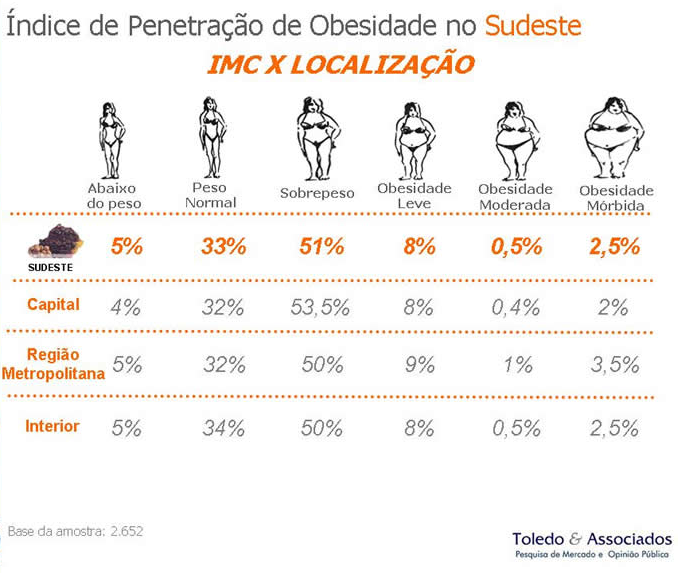 Índice de Penetração de Obesidade no Sudeste
IMC X LOCALIZAÇÃO
Abaixo do peso
Peso Normal
Sobrepeso
Obesidade Leve
Obesidade Moderada
Obesidade Mórbida
SUDESTE 5% 33% 51% 8% 0,5% 2,5%
Capital 4% 32% 53,5% 8% 0,4% 2%
Região Metropolitana 5% 32% 50% 9% 1% 3,5%
Interior 5% 34% 50% 8% 0,5% 2,5%
Base da amostra: 2.652
Toledo & Associados
Pesquisa de Mercado e Opinião Pública